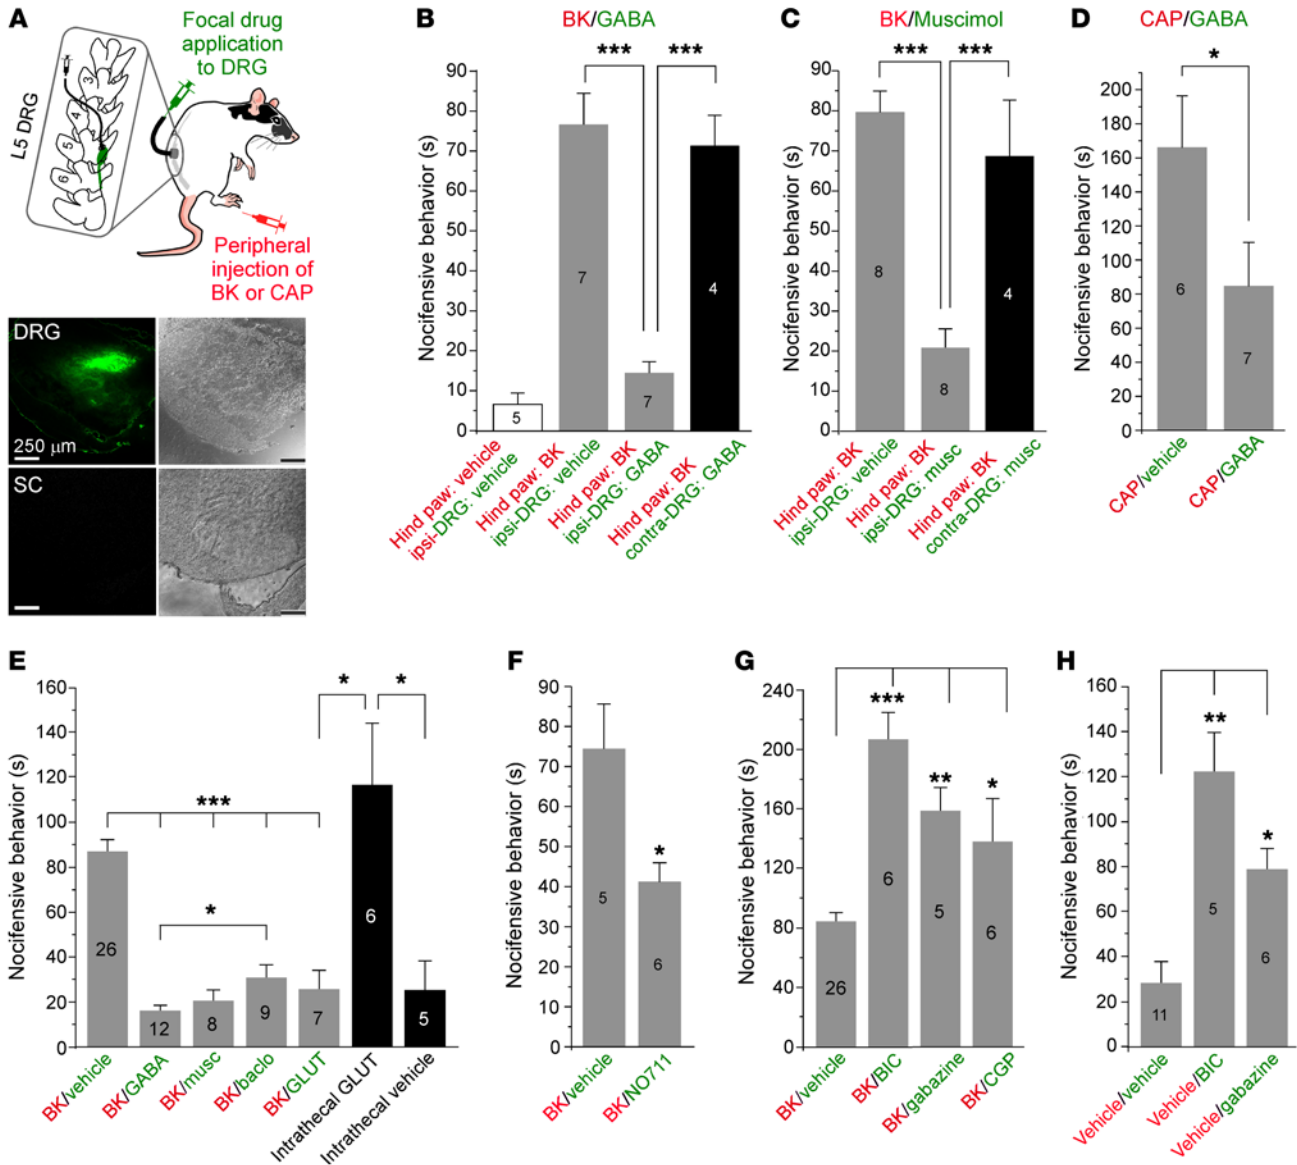 A
Focal drug
application
to DRG
L5 DRG
3
4
5
6
Peripheral
injection of
BK or CAP
DRG
250 μm
SC
B
BK/GABA
*** ***
Nocifensive behavior (s)
90
80
70
60
50
40
30
20
10
0
5
7
7
4
Hind paw: vehicle
ipsi-DRG: vehicle
Hind paw: BK
ipsi-DRG: vehicle
Hind paw: BK
ipsi-DRG: GABA
Hind paw: BK
contra-DRG: GABA
C
BK/Muscimol
*** ***
Nocifensive behavior (s)
90
80
70
60
50
40
30
20
10
0
8
8
4
Hind paw: BK
ipsi-DRG: vehicle
Hind paw: BK
ipsi-DRG: musc
Hind paw: BK
contra-DRG: musc
D
CAP/GABA
*
Nocifensive behavior (s)
200
180
160
140
120
100
80
60
40
20
0
6
7
CAP/vehicle
CAP/GABA
E
Nocifensive behavior (s)
160
140
120
100
80
60
40
20
0
* *
***
*
26
12
8
9
7
6
5
BK/vehicle
BK/GABA
BK/musc
BK/baclo
BK/GLUT
Intrathecal GLUT
Intrathecal vehicle
F
Nocifensive behavior (s)
90
80
70
60
50
40
30
20
10
0
*
5
6
BK/vehicle
BK/NO711
G
Nocifensive behavior (s)
240
200
160
120
80
40
0
***
**
*
26
6
5
6
BK/vehicle
BK/BIC
BK/gabazine
BK/CGP
H
Nocifensive behavior (s)
160
140
120
100
80
60
40
20
0
**
*
11
5
6
Vehicle/vehicle
Vehicle/BIC
Vehicle/gabazine